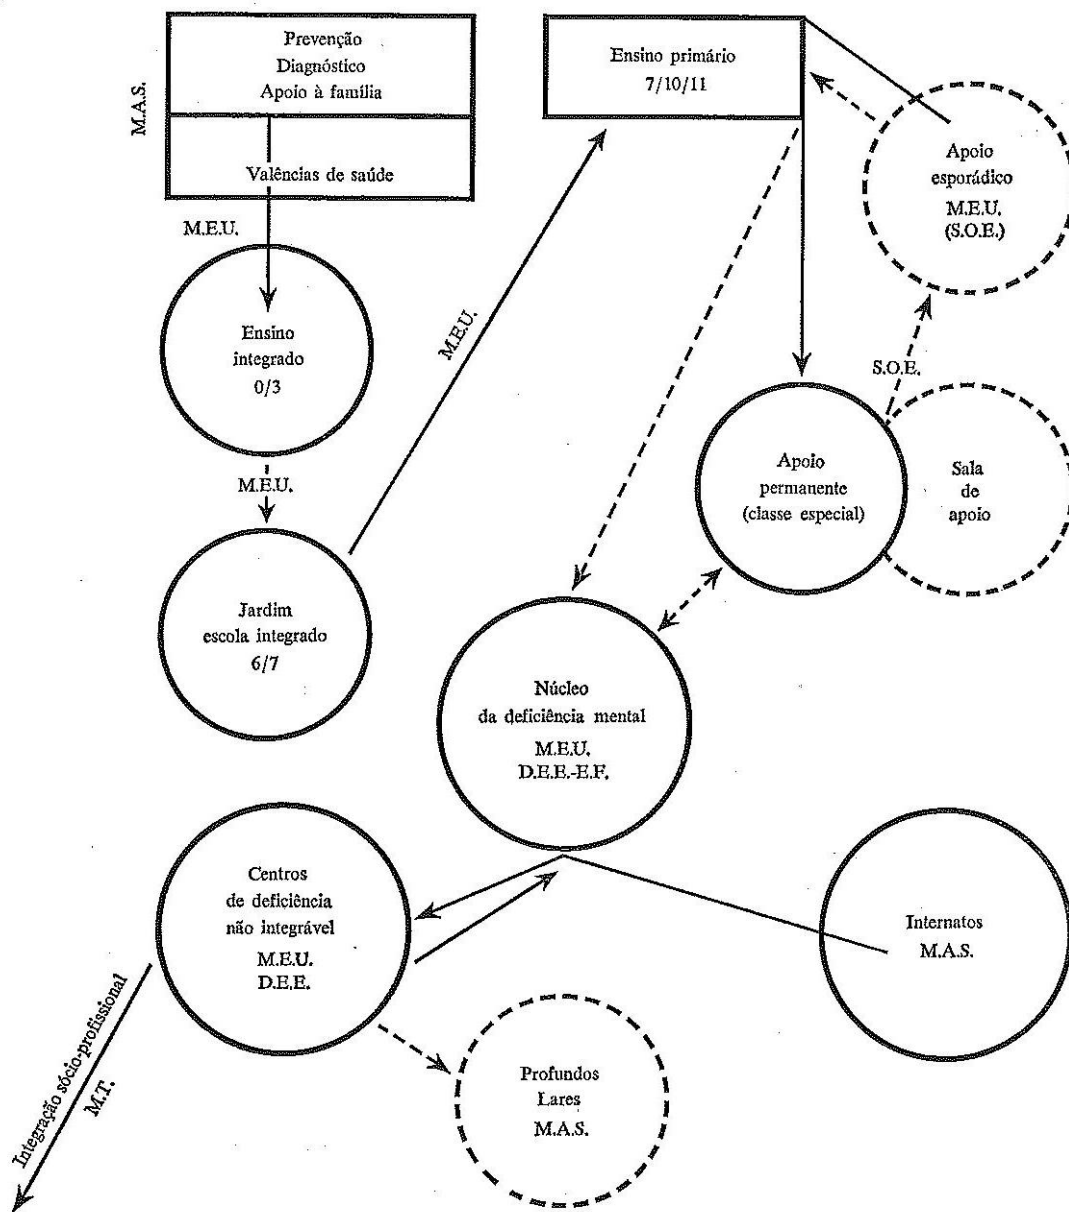 Prevenção
Diagnóstico
Apoio à família
M.A.S.
Valências de saúde
M.E.U.
Ensino
integrado
0/3
M.E.U.
Jardim
escola integrado
6/7
M.E.U.
Ensino primário
7/10/11
Apoio
esporádico
M.E.U.
(S.O.E.)
S.O.E.
Apoio
permanente
(classe especial)
Sala
de
apoio
Núcleo
da deficiência mental
M.E.U.
D.E.E.-E.F.
Centros
de deficiência
não integrável
M.E.U.
D.E.E.
Internatos
M.A.S.
Profundos
Lares
M.A.S.
Integração sócio-profissional
M.T.